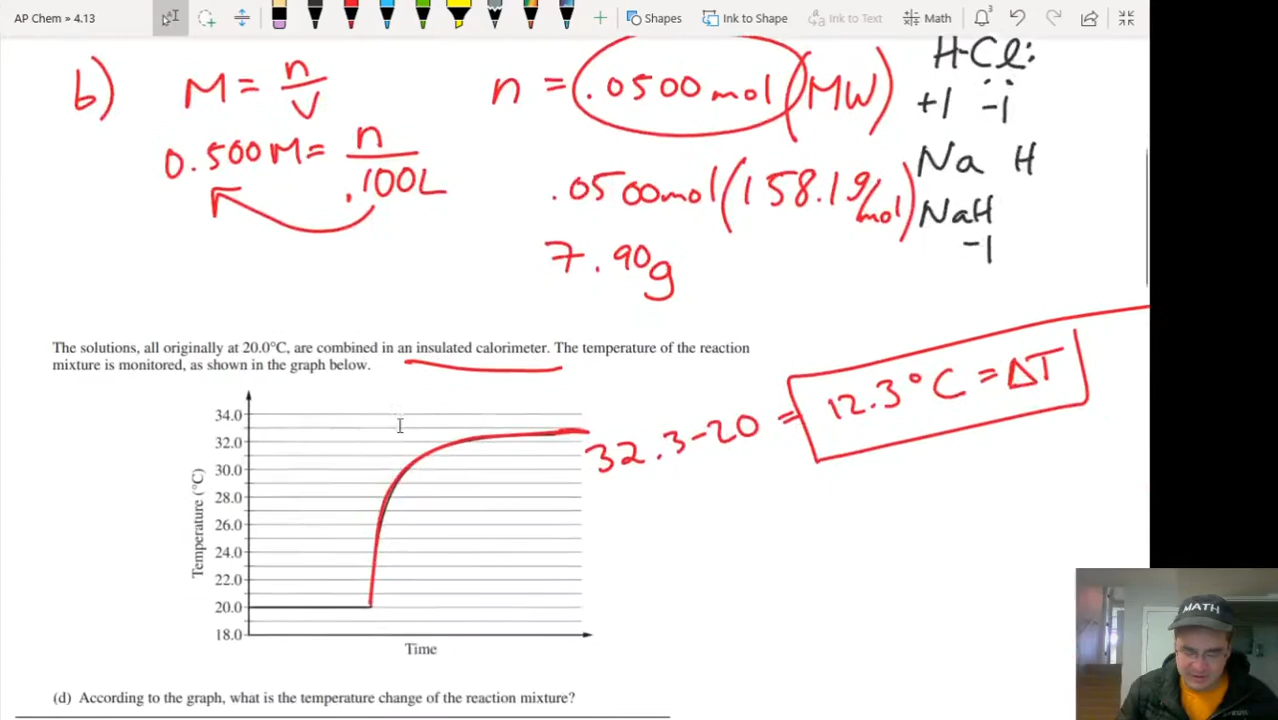 AP Chem » 4.13
Shapes
Ink to Shape
Ink to Text
Math
b)
M = n/V
0.500M = n/.100L
n = (.0500 mol)(MW)
.0500mol(158.1 g/mol)
7.90g
H-Cl:
+1 -1
Na H
NaH
-1
The solutions, all originally at 20.0°C, are combined in an insulated calorimeter. The temperature of the reaction
mixture is monitored, as shown in the graph below.
34.0
32.0
30.0
28.0
26.0
24.0
22.0
20.0
18.0
Temperature (°C)
Time
32.3-20 = 12.3°C = ΔT
(d) According to the graph, what is the temperature change of the reaction mixture?
MATH